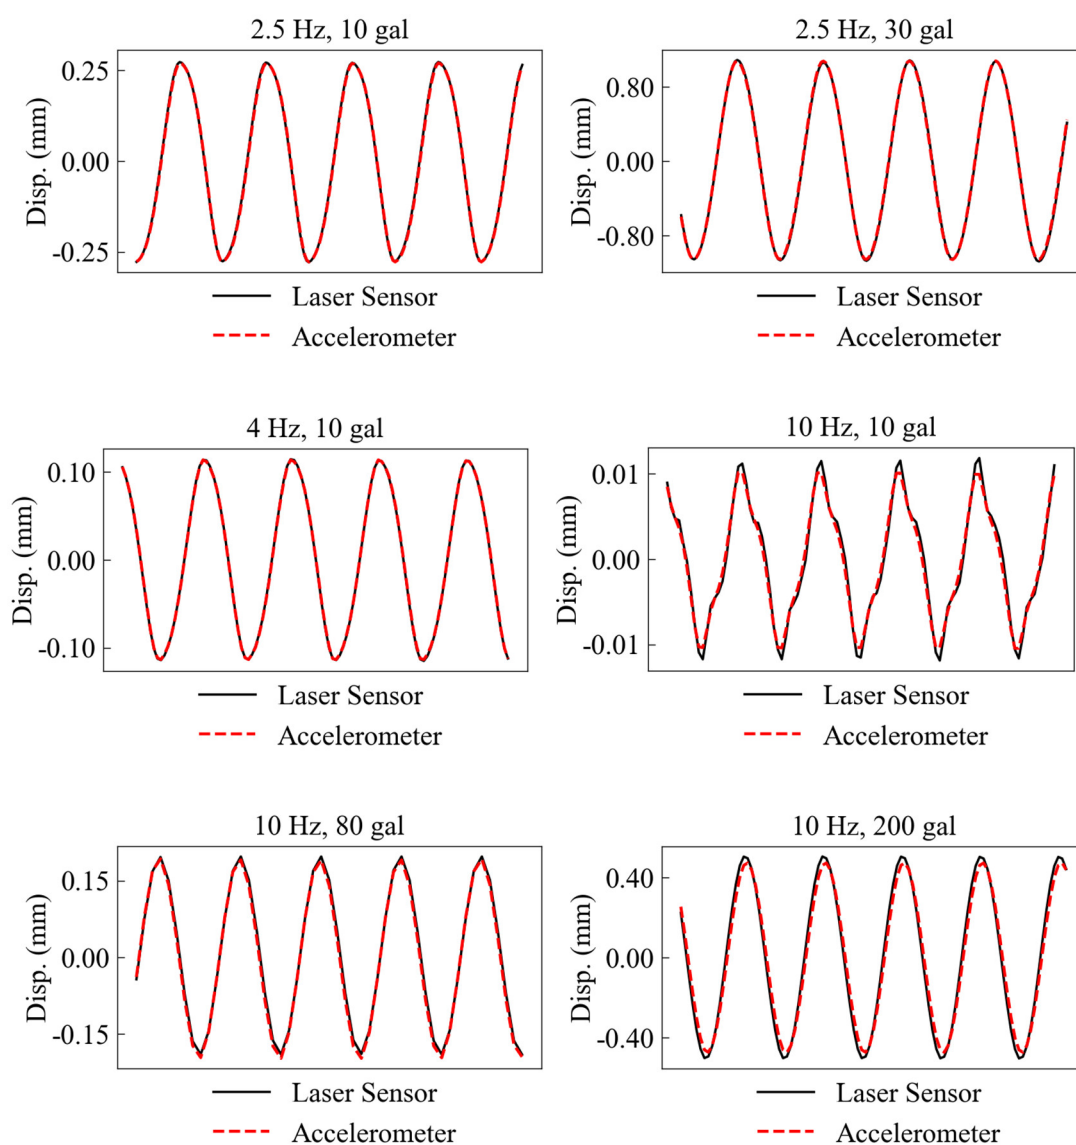 2.5 Hz, 10 gal
0.25
0.00
-0.25
Disp. (mm)
Laser Sensor
Accelerometer
2.5 Hz, 30 gal
0.80
0.00
-0.80
Disp. (mm)
Laser Sensor
Accelerometer
4 Hz, 10 gal
0.10
0.00
-0.10
Disp. (mm)
Laser Sensor
Accelerometer
10 Hz, 10 gal
0.01
0.00
-0.01
Disp. (mm)
Laser Sensor
Accelerometer
10 Hz, 80 gal
0.15
0.00
-0.15
Disp. (mm)
Laser Sensor
Accelerometer
10 Hz, 200 gal
0.40
0.00
-0.40
Disp. (mm)
Laser Sensor
Accelerometer